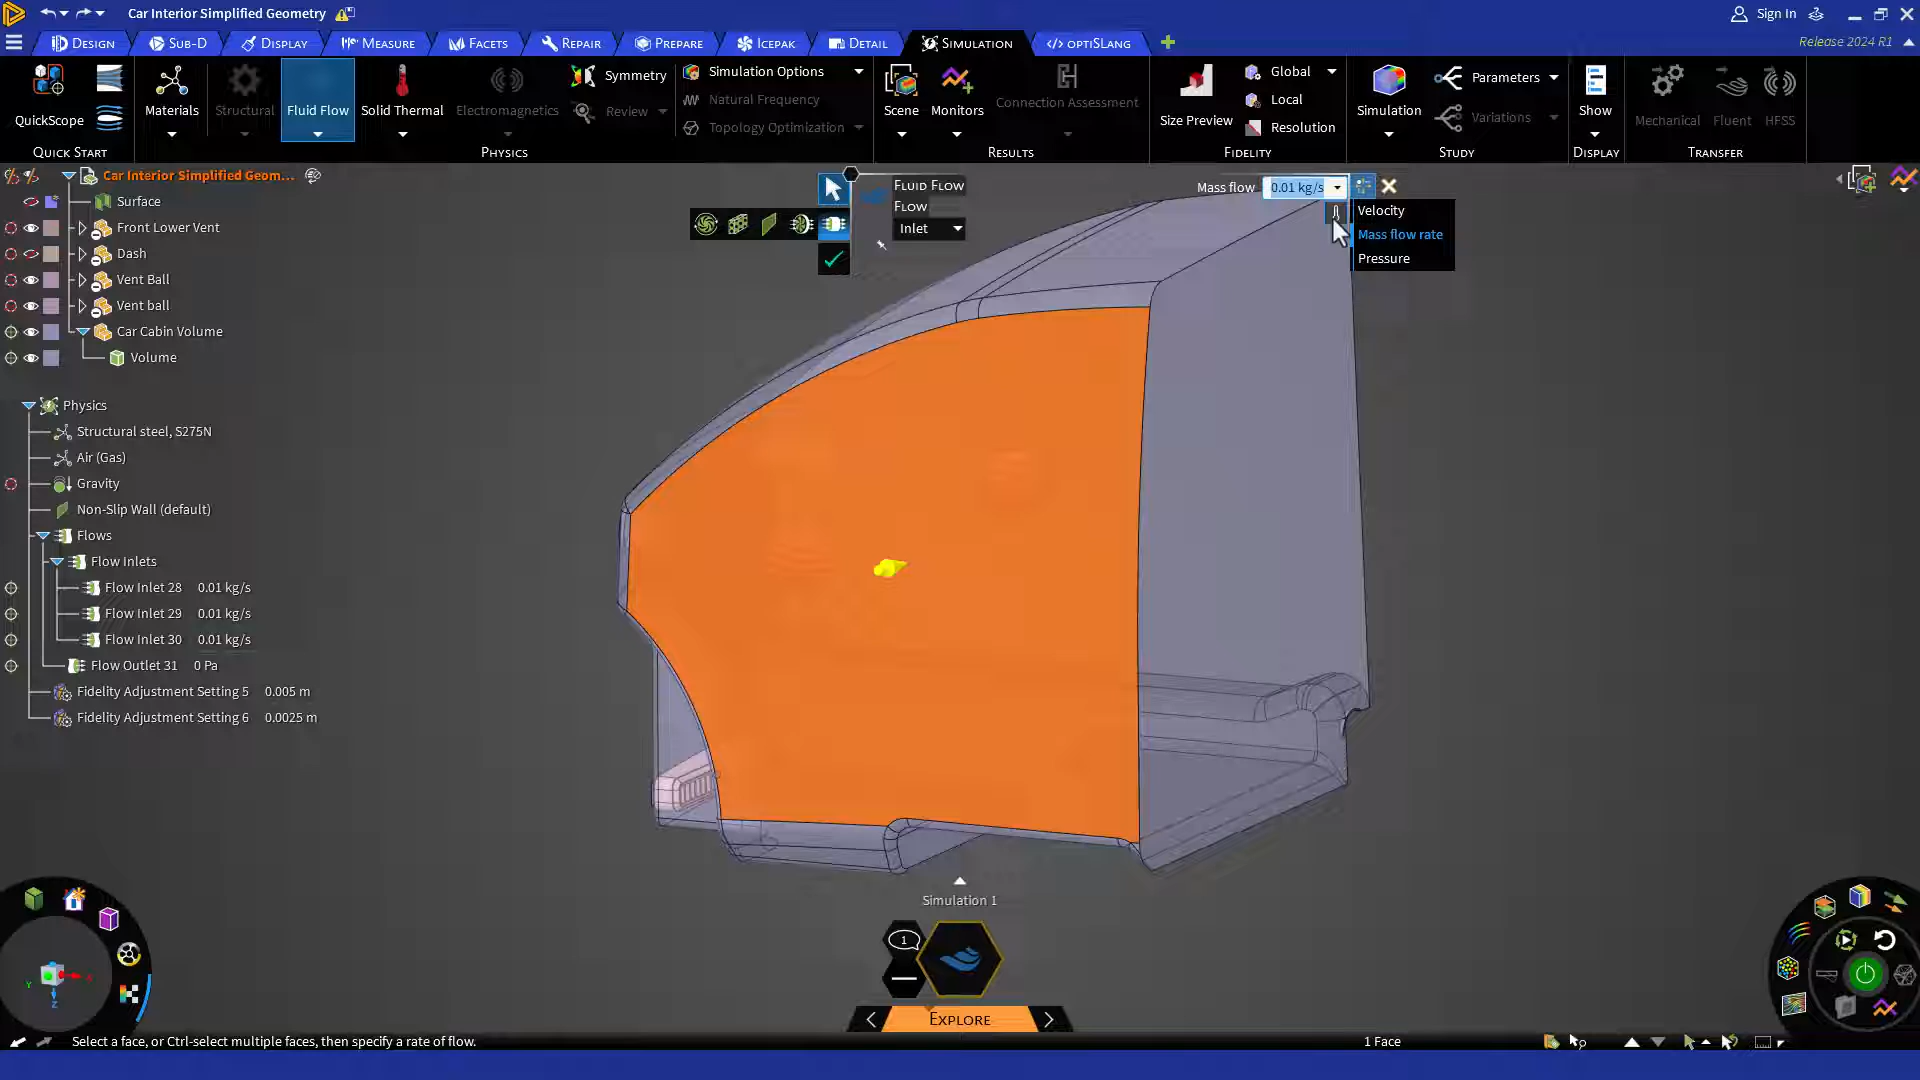 Car Interior Simplified Geometry
Sign In
Design
Sub-D
Display
Measure
Facets
Repair
Prepare
Icepak
Detail
Simulation
optiSLang
Release 2024 R1
QuickScope
Quick Start
Materials
Structural
Fluid Flow
Solid Thermal
Electromagnetics
Symmetry
Review
Physics
Simulation Options
Natural Frequency
Topology Optimization
Scene
Monitors
Connection Assessment
Results
Size Preview
Global
Local
Resolution
Fidelity
Simulation
Parameters
Variations
Study
Show
Display
Mechanical
Fluent
HFSS
Transfer
Car Interior Simplified Geom...
Surface
Front Lower Vent
Dash
Vent Ball
Vent ball
Car Cabin Volume
Volume
Physics
Structural steel, S275N
Air (Gas)
Gravity
Non-Slip Wall (default)
Flows
Flow Inlets
Flow Inlet 28 0.01 kg/s
Flow Inlet 29 0.01 kg/s
Flow Inlet 30 0.01 kg/s
Flow Outlet 31 0 Pa
Fidelity Adjustment Setting 5 0.005 m
Fidelity Adjustment Setting 6 0.0025 m
Fluid Flow
Flow
Inlet
Mass flow 0.01 kg/s
Velocity
Mass flow rate
Pressure
Simulation 1
1
Explore
X
Y
Z
Select a face, or Ctrl-select multiple faces, then specify a rate of flow.
1 Face